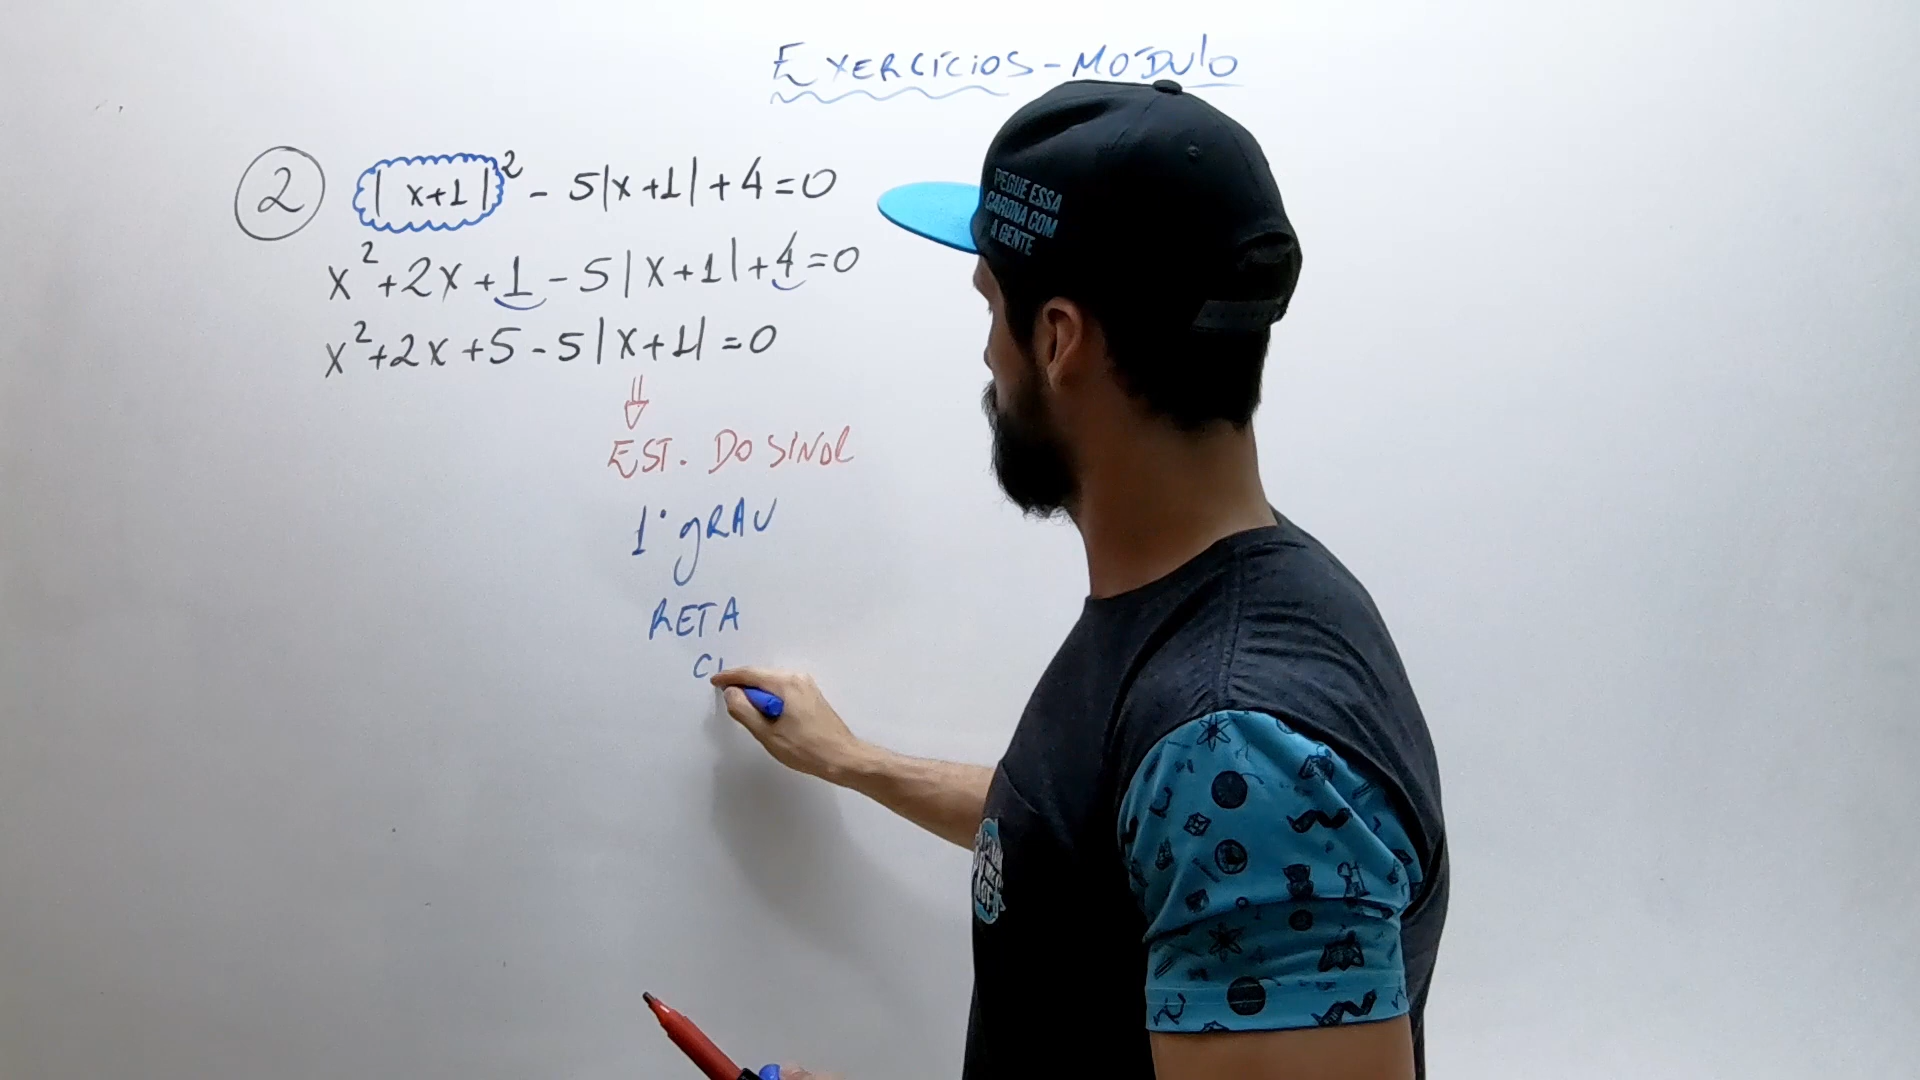 EXERCÍCIOS - MÓDULO
2 |x+1|² - 5|x+1| + 4 = 0
x² + 2x + 1 - 5|x+1| + 4 = 0
x² + 2x + 5 - 5|x+1| = 0
EST. DO SINAL
1° gRAU
RETA
PEGUE ESSA
CARONA COM
A GENTE